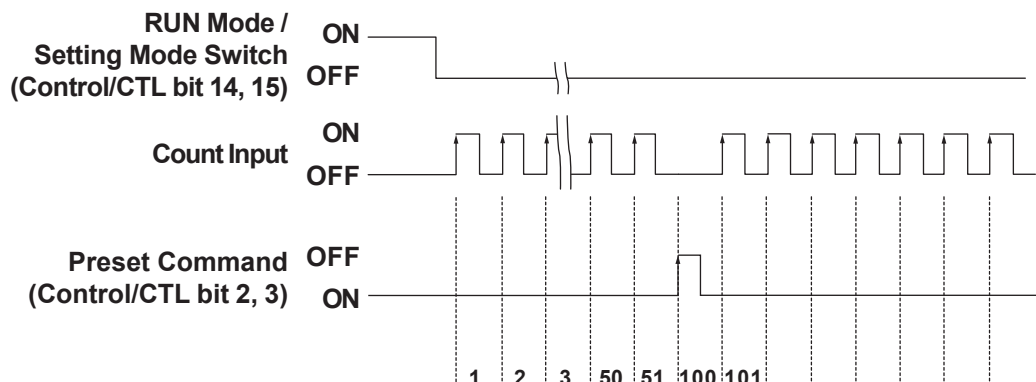 RUN Mode /
Setting Mode Switch
(Control/CTL bit 14, 15)
ON
OFF
Count Input
ON
OFF
Preset Command
(Control/CTL bit 2, 3)
OFF
ON
1 2 3 50 51 100 101